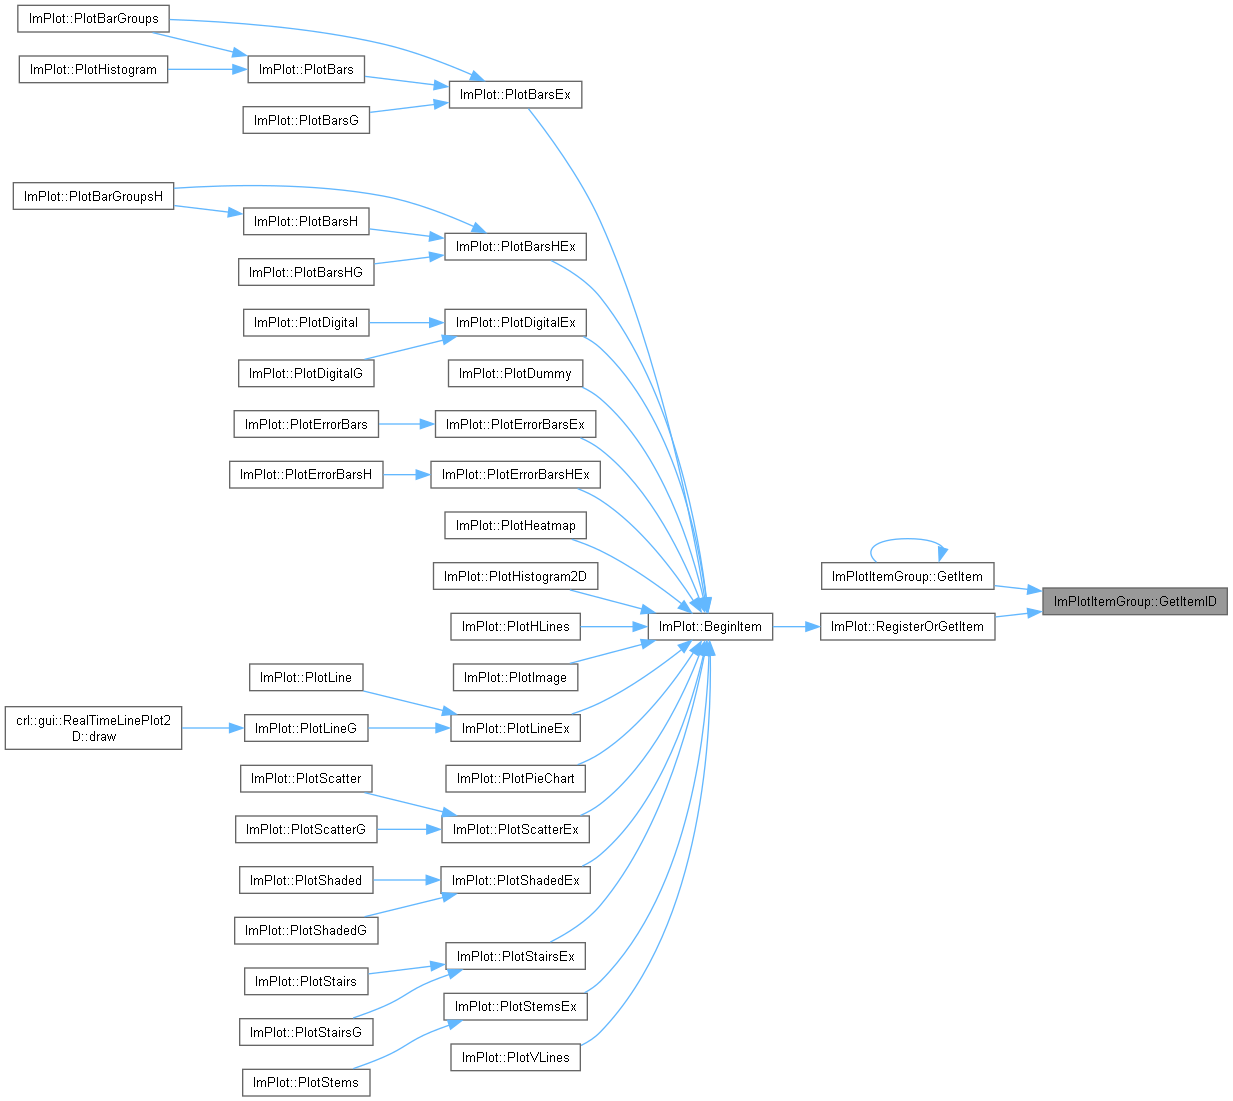 ImPlot::PlotBarGroups
ImPlot::PlotHistogram
ImPlot::PlotBars
ImPlot::PlotBarsG
ImPlot::PlotBarsEx
ImPlot::PlotBarGroupsH
ImPlot::PlotBarsH
ImPlot::PlotBarsHG
ImPlot::PlotBarsHEx
ImPlot::PlotDigital
ImPlot::PlotDigitalEx
ImPlot::PlotDigitalG
ImPlot::PlotDummy
ImPlot::PlotErrorBars
ImPlot::PlotErrorBarsEx
ImPlot::PlotErrorBarsH
ImPlot::PlotErrorBarsHEx
ImPlot::PlotHeatmap
ImPlot::PlotHistogram2D
ImPlot::PlotHLines
ImPlot::PlotImage
ImPlot::BeginItem
ImPlotItemGroup::GetItem
ImPlot::RegisterOrGetItem
ImPlotItemGroup::GetItemID
ImPlot::PlotLine
crl::gui::RealTimeLinePlot2
D::draw
ImPlot::PlotLineG
ImPlot::PlotLineEx
ImPlot::PlotPieChart
ImPlot::PlotScatter
ImPlot::PlotScatterG
ImPlot::PlotScatterEx
ImPlot::PlotShaded
ImPlot::PlotShadedEx
ImPlot::PlotShadedG
ImPlot::PlotStairsEx
ImPlot::PlotStairs
ImPlot::PlotStairsG
ImPlot::PlotStemsEx
ImPlot::PlotVLines
ImPlot::PlotStems